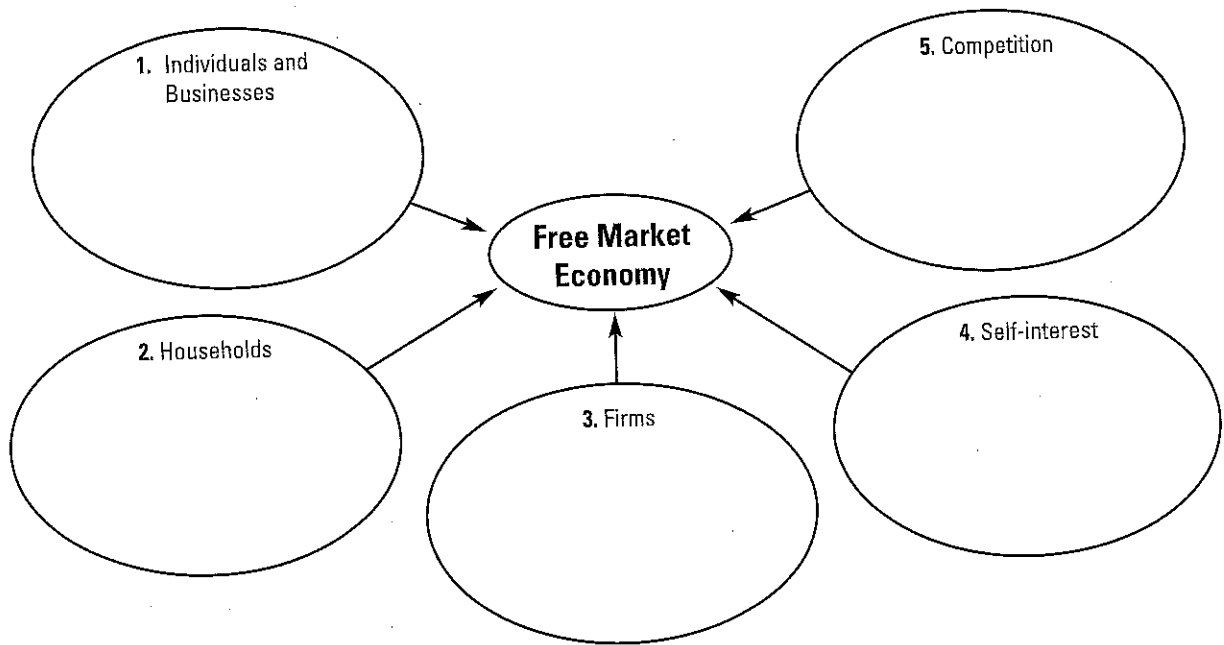 1. Individuals and
Businesses
5. Competition
Free Market
Economy
2. Households
4. Self-interest
3. Firms